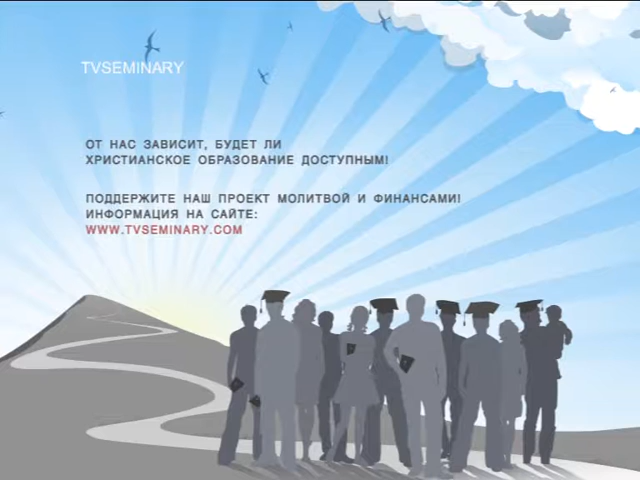 TVSEMINARY
ОТ НАС ЗАВИСИТ, БУДЕТ ЛИ
ХРИСТИАНСКОЕ ОБРАЗОВАНИЕ ДОСТУПНЫМ!
ПОДДЕРЖИТЕ НАШ ПРОЕКТ МОЛИТВОЙ И ФИНАНСАМИ!
ИНФОРМАЦИЯ НА САЙТЕ:
WWW.TVSEMINARY.COM